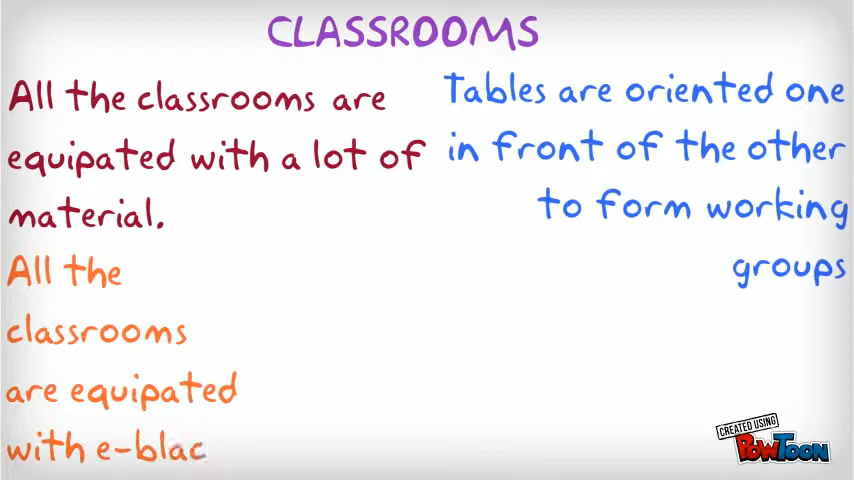 CLASSROOMS
All the classrooms are
equipated with a lot of
material.
All the
classrooms
are equipated
with e-blac
Tables are oriented one
in front of the other
to form working
groups
CREATED USING
POWTOON